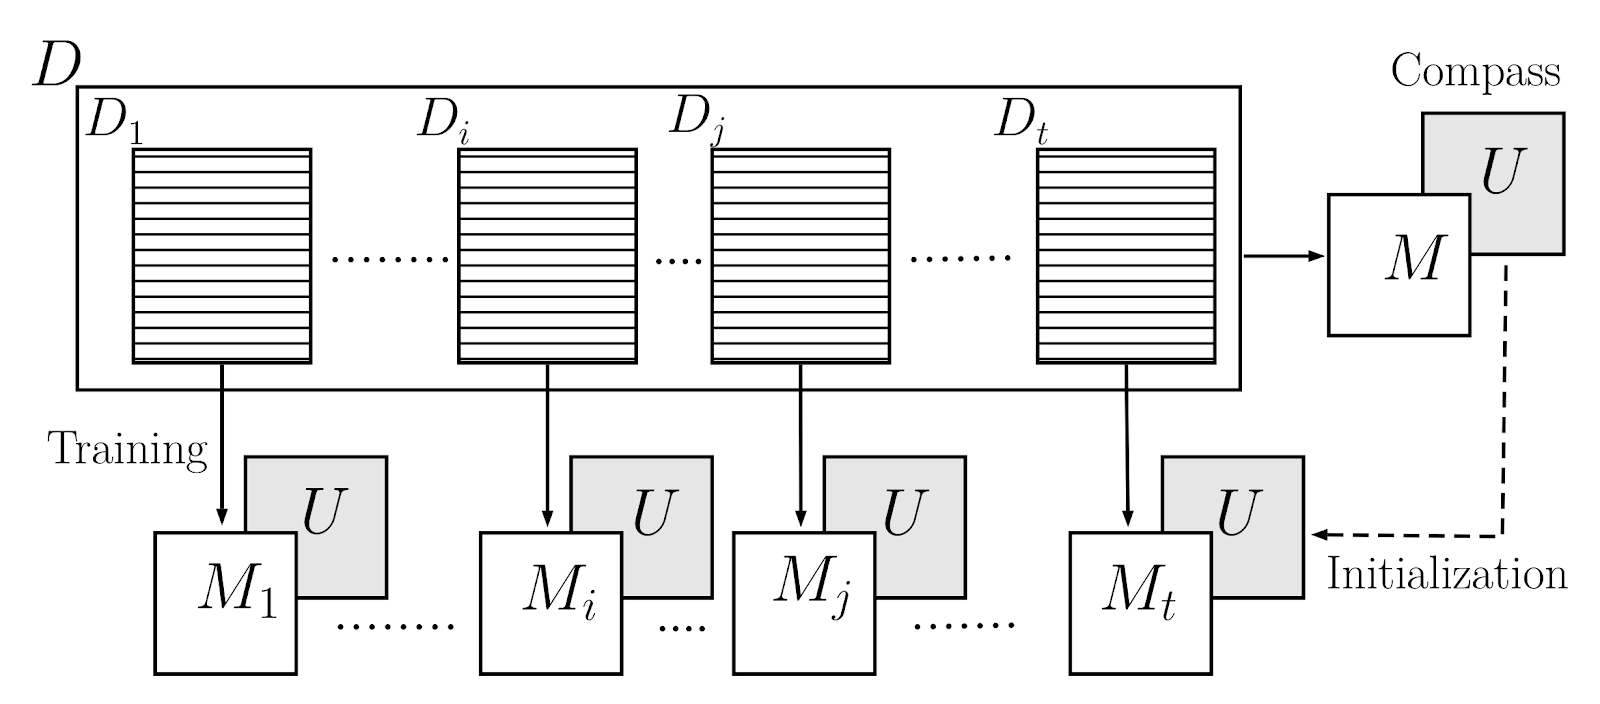 D
Compass
D₁
Dᵢ
Dⱼ
Dₜ
U
M
Training
U
U
U
U
M₁
Mᵢ
Mⱼ
Mₜ
Initialization